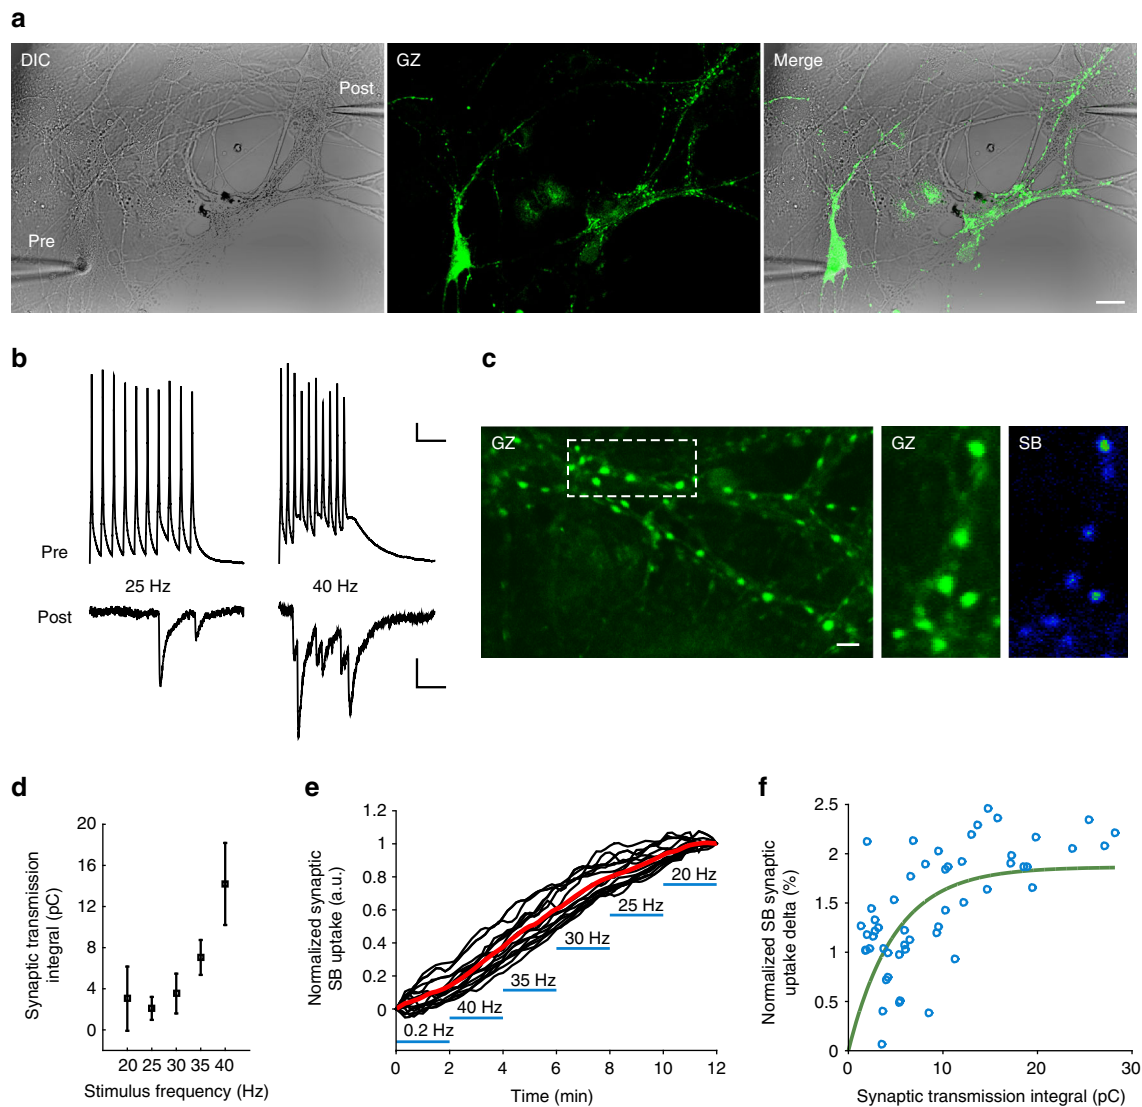 a
DIC
GZ
Merge
Post
Pre
b
c
Pre
25 Hz
40 Hz
Post
GZ
GZ
SB
d
e
f
Synaptic transmission
integral (pC)
20
16
12
8
4
0
20 25 30 35 40
Stimulus frequency (Hz)
Normalized synaptic
SB uptake (a.u.)
1.2
1
0.8
0.6
0.4
0.2
0
20 Hz
25 Hz
30 Hz
35 Hz
40 Hz
0.2 Hz
0 2 4 6 8 10 12
Time (min)
Normalized SB synaptic
uptake delta (%)
2.5
2
1.5
1
0.5
0
0 10 20 30
Synaptic transmission integral (pC)